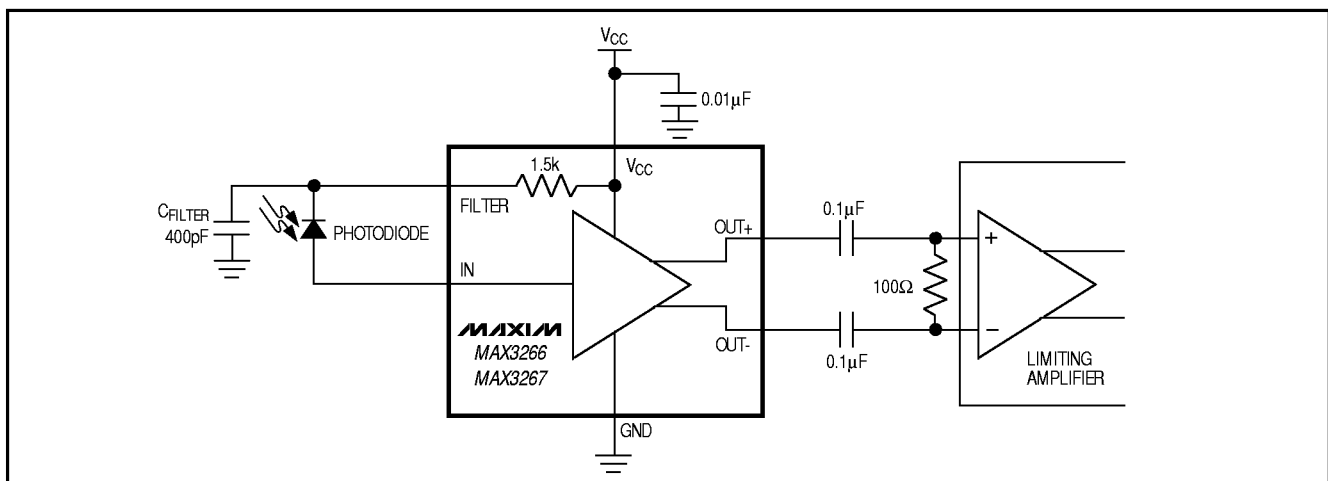 VCC
0.01µF
1.5k
VCC
CFILTER
400pF
PHOTODIODE
FILTER
IN
MAXIM
MAX3266
MAX3267
OUT+
OUT-
GND
0.1µF
0.1µF
100Ω
+
−
LIMITING
AMPLIFIER